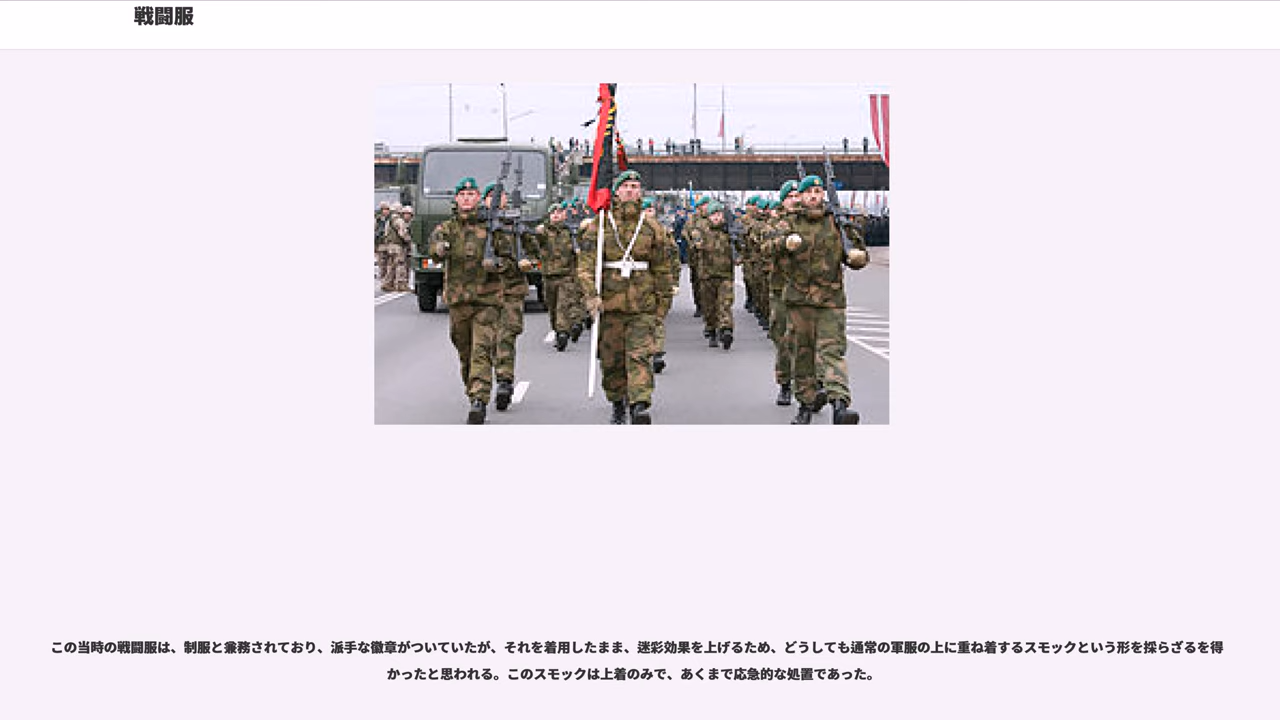 戦闘服
この当時の戦闘服は、制服と兼務されており、派手な徽章がついていたが、それを着用したまま、迷彩効果を上げるため、どうしても通常の軍服の上に重ね着するスモックという形を採らざるを得
かったと思われる。このスモックは上着のみで、あくまで応急的な処置であった。